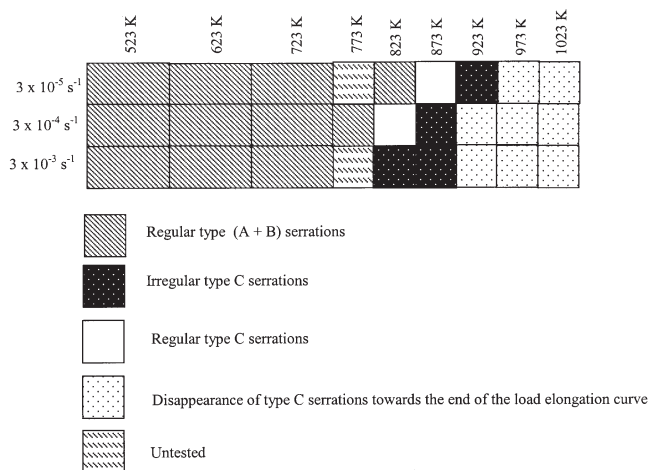 523 K
623 K
723 K
773 K
823 K
873 K
923 K
973 K
1023 K
3 x 10⁻⁵ s⁻¹
3 x 10⁻⁴ s⁻¹
3 x 10⁻³ s⁻¹
Regular type (A + B) serrations
Irregular type C serrations
Regular type C serrations
Disappearance of type C serrations towards the end of the load elongation curve
Untested